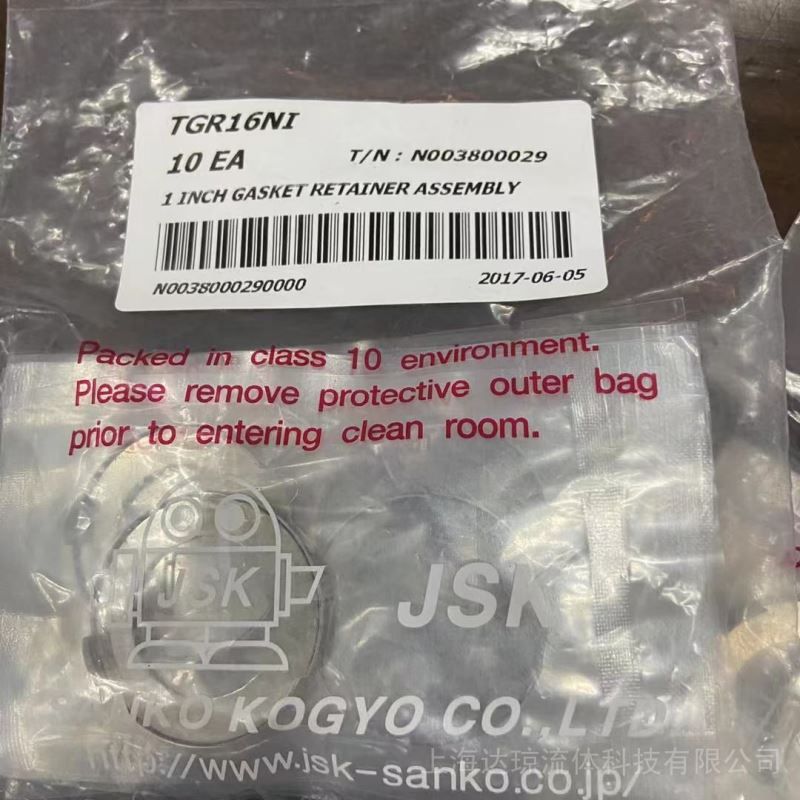 TGR16NI
10 EA
T/N : N003800029
1 INCH GASKET RETAINER ASSEMBLY
N0038000290000
2017-06-05
Packed in class 10 environment.
Please remove protective outer bag
prior to entering clean room.
JSK
JSK
SANKO KOGYO CO.,LTD.
http://www.jsk-sanko.co.jp/
上海达琼流体科技有限公司